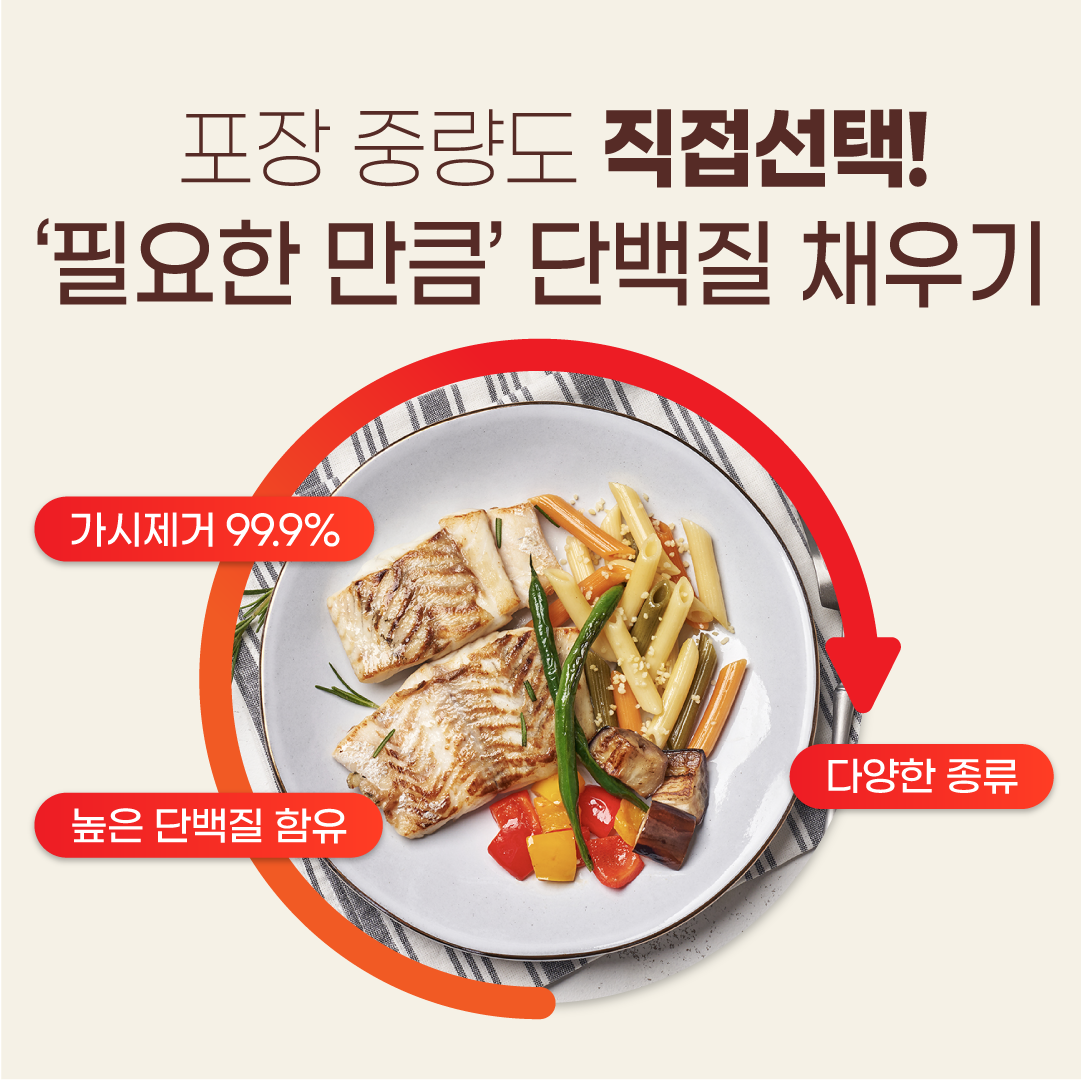 포장 중량도 직접선택!
‘필요한 만큼’ 단백질 채우기
가시제거 99.9%
다양한 종류
높은 단백질 함유